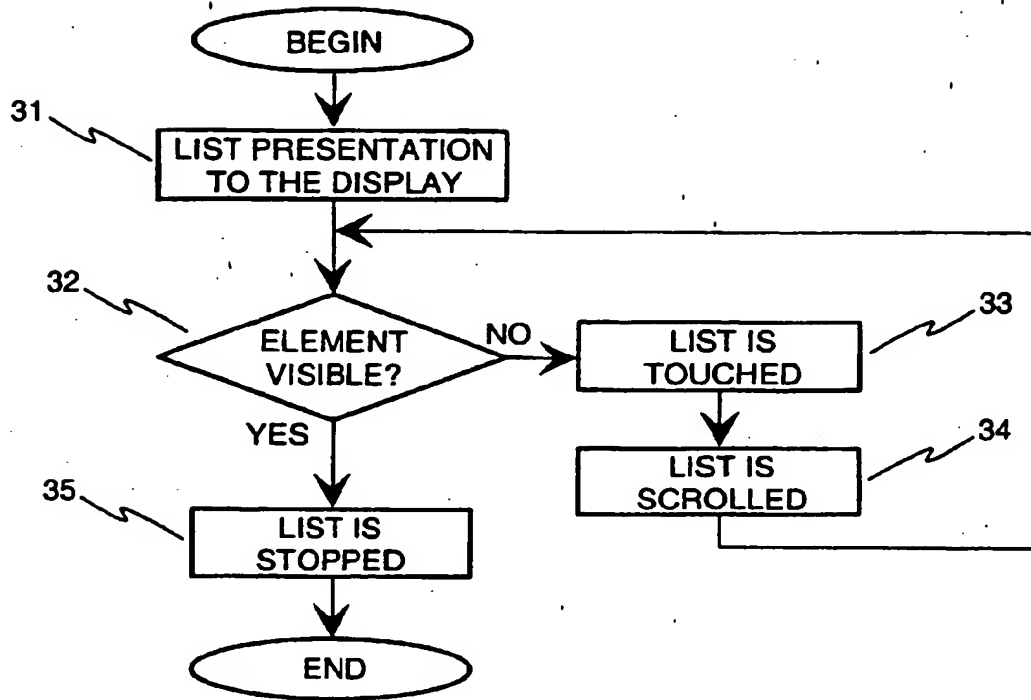 BEGIN
31
LIST PRESENTATION
TO THE DISPLAY
32
ELEMENT
VISIBLE?
NO
33
LIST IS
TOUCHED
YES
34
LIST IS
SCROLLED
35
LIST IS
STOPPED
END